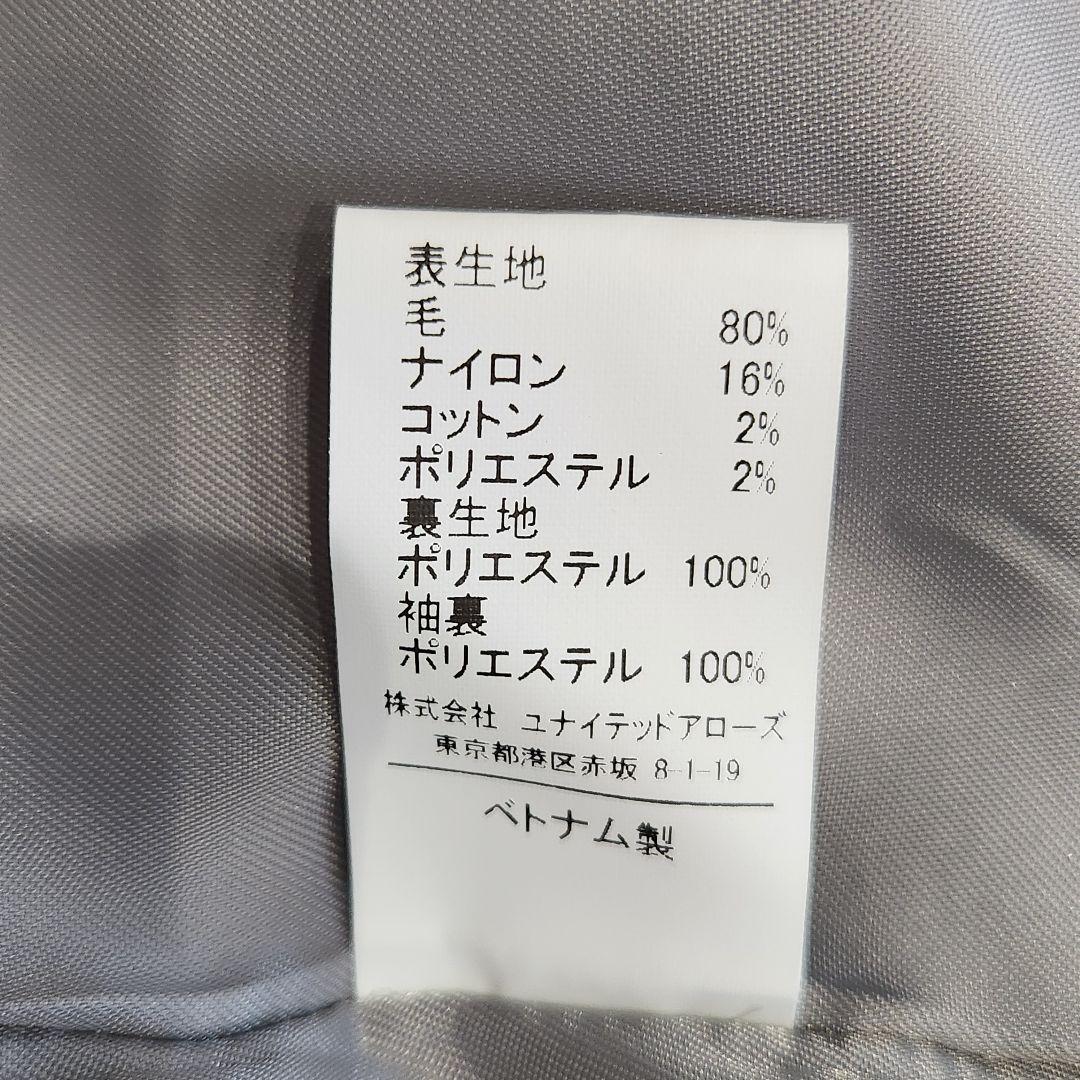 表生地
毛 80%
ナイロン 16%
コットン 2%
ポリエステル 2%
裏生地
ポリエステル 100%
袖裏
ポリエステル 100%
株式会社 ユナイテッドアローズ
東京都港区赤坂 8-1-19
ベトナム製